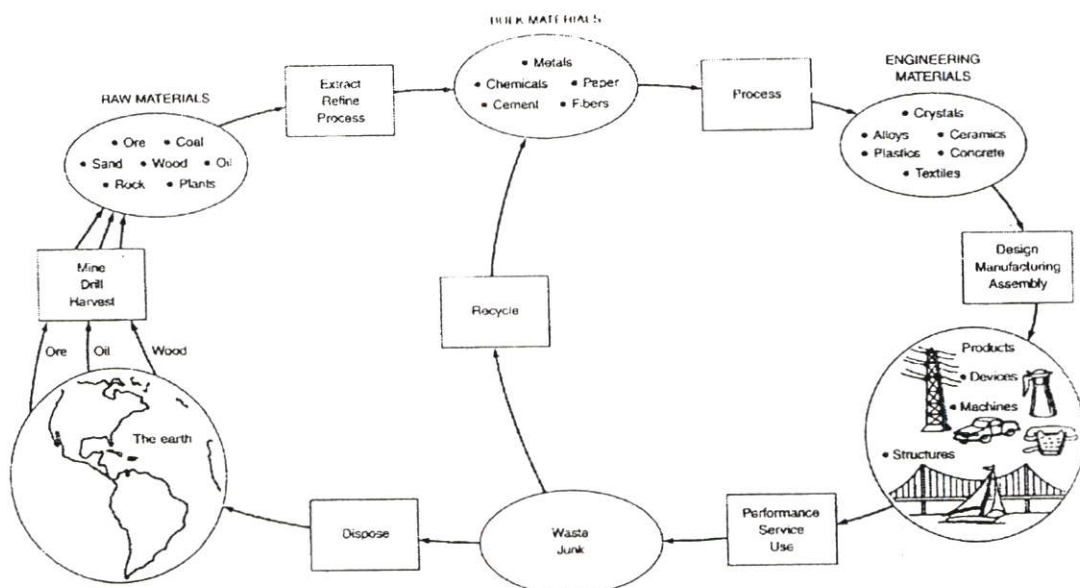 BULK MATERIALS
• Metals
• Chemicals • Peper
• Cement • Fibers
Extract
Refine
Process
Process
ENGINEERING
MATERIALS
• Crystals
• Alloys • Ceramics
• Plastics • Concrete
• Textiles
RAW MATERIALS
• Ore • Coal
• Sand • Wood • Oil
• Rock • Plants
Mine
Drill
Harvest
Ore Oil Wood
The earth
Recycle
Design
Manufacturing
Assembly
Products
• Devices
• Machines
• Structures
Performance
Service
Use
Waste
Junk
Dispose